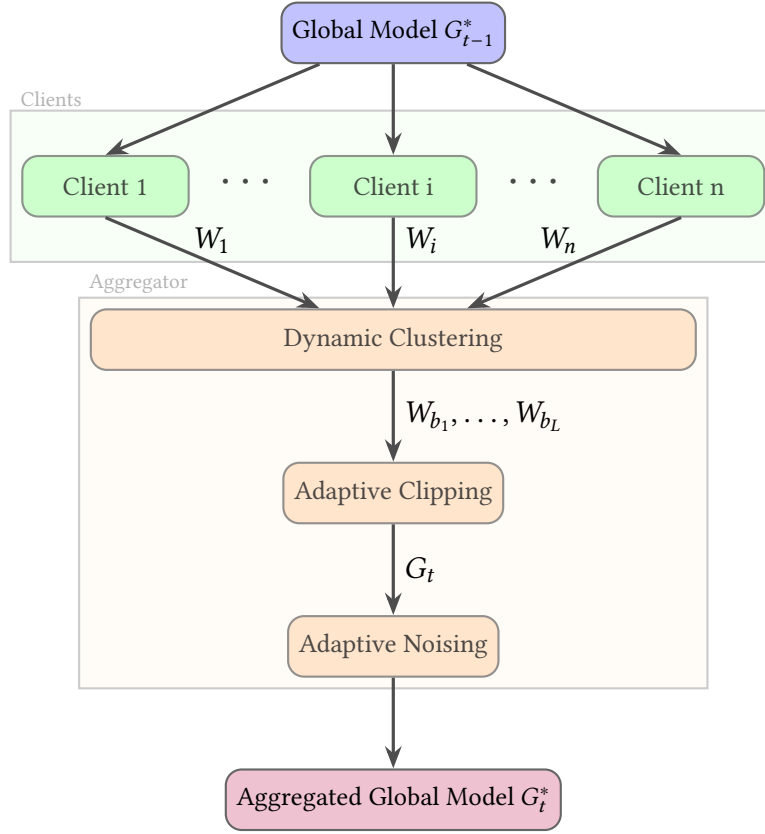 Global Model $G^*_{t-1}$
Clients
Client 1 · · · Client i · · · Client n
$W_1$ $W_i$ $W_n$
Aggregator
Dynamic Clustering
$W_{b_1}, \ldots, W_{b_L}$
Adaptive Clipping
$G_t$
Adaptive Noising
Aggregated Global Model $G^*_t$